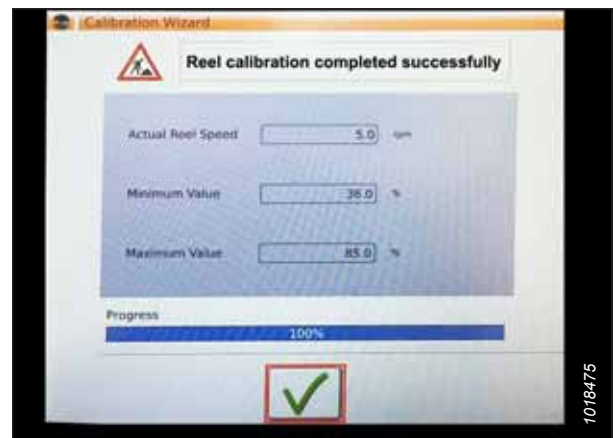 Calibration Wizard
Reel calibration completed successfully
Actual Reel Speed 5.0 rpm
Minimum Value 36.0 %
Maximum Value 85.0 %
Progress
100%
1018475